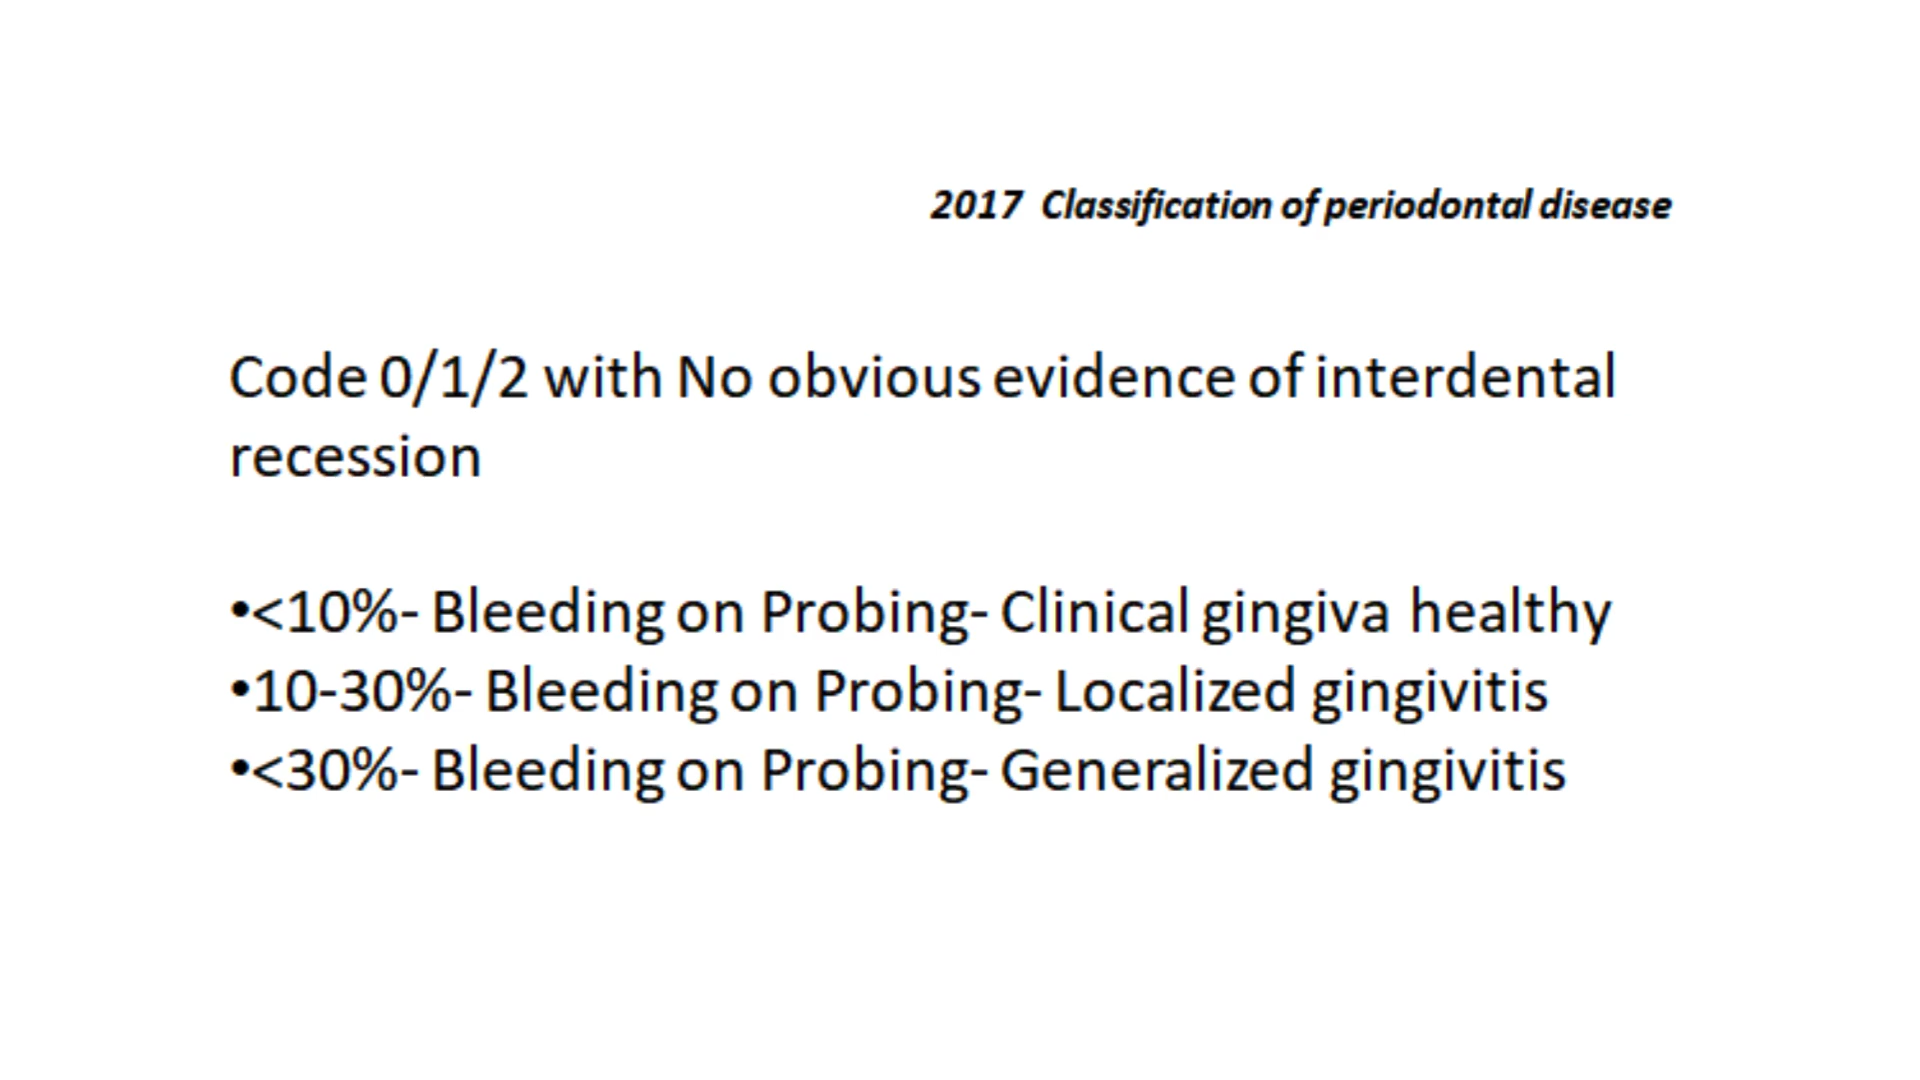 2017 Classification of periodontal disease
Code 0/1/2 with No obvious evidence of interdental
recession
•<10%- Bleeding on Probing- Clinical gingiva healthy
•10-30%- Bleeding on Probing- Localized gingivitis
•<30%- Bleeding on Probing- Generalized gingivitis